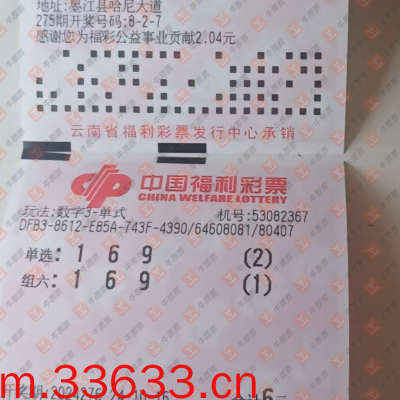 地址:墨江县哈尼大道
275期开奖号码:8-2-7
感谢您为福彩公益事业贡献2.04元
云南省福利彩票发行中心承销
中国福利彩票
CHINA WELFARE LOTTERY
玩法:数字3-单式 机号:53082367
DFB3-8612-E85A-743F-4390/64608081/80407
单选: 1 6 9 (2)
组六: 1 6 9 (1)
m.33633.cn